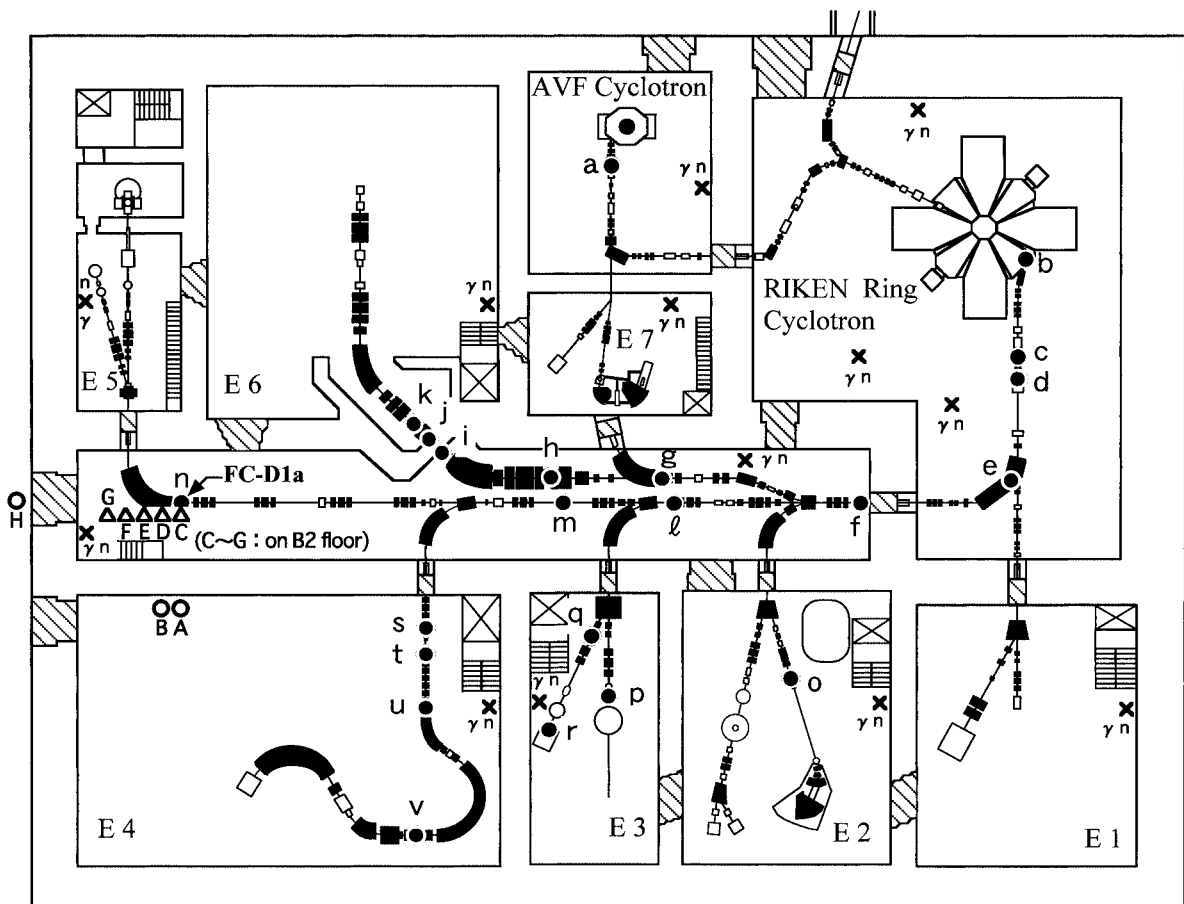 AVF Cyclotron
γ n
a
γ n
n
γ
b
RIKEN Ring
Cyclotron
γ n
E 7
c
d
γ n
E 5
E 6
γ n
k
j
i
γ n
h
g
γ n
e
n
FC-D1a
G
F
E
D
C
H
m
ℓ
f
γ n
(C~G : on B2 floor)
B A
s
t
u
γ n
q
p
γ n
r
o
γ n
γ n
v
E 4
E 3
E 2
E 1